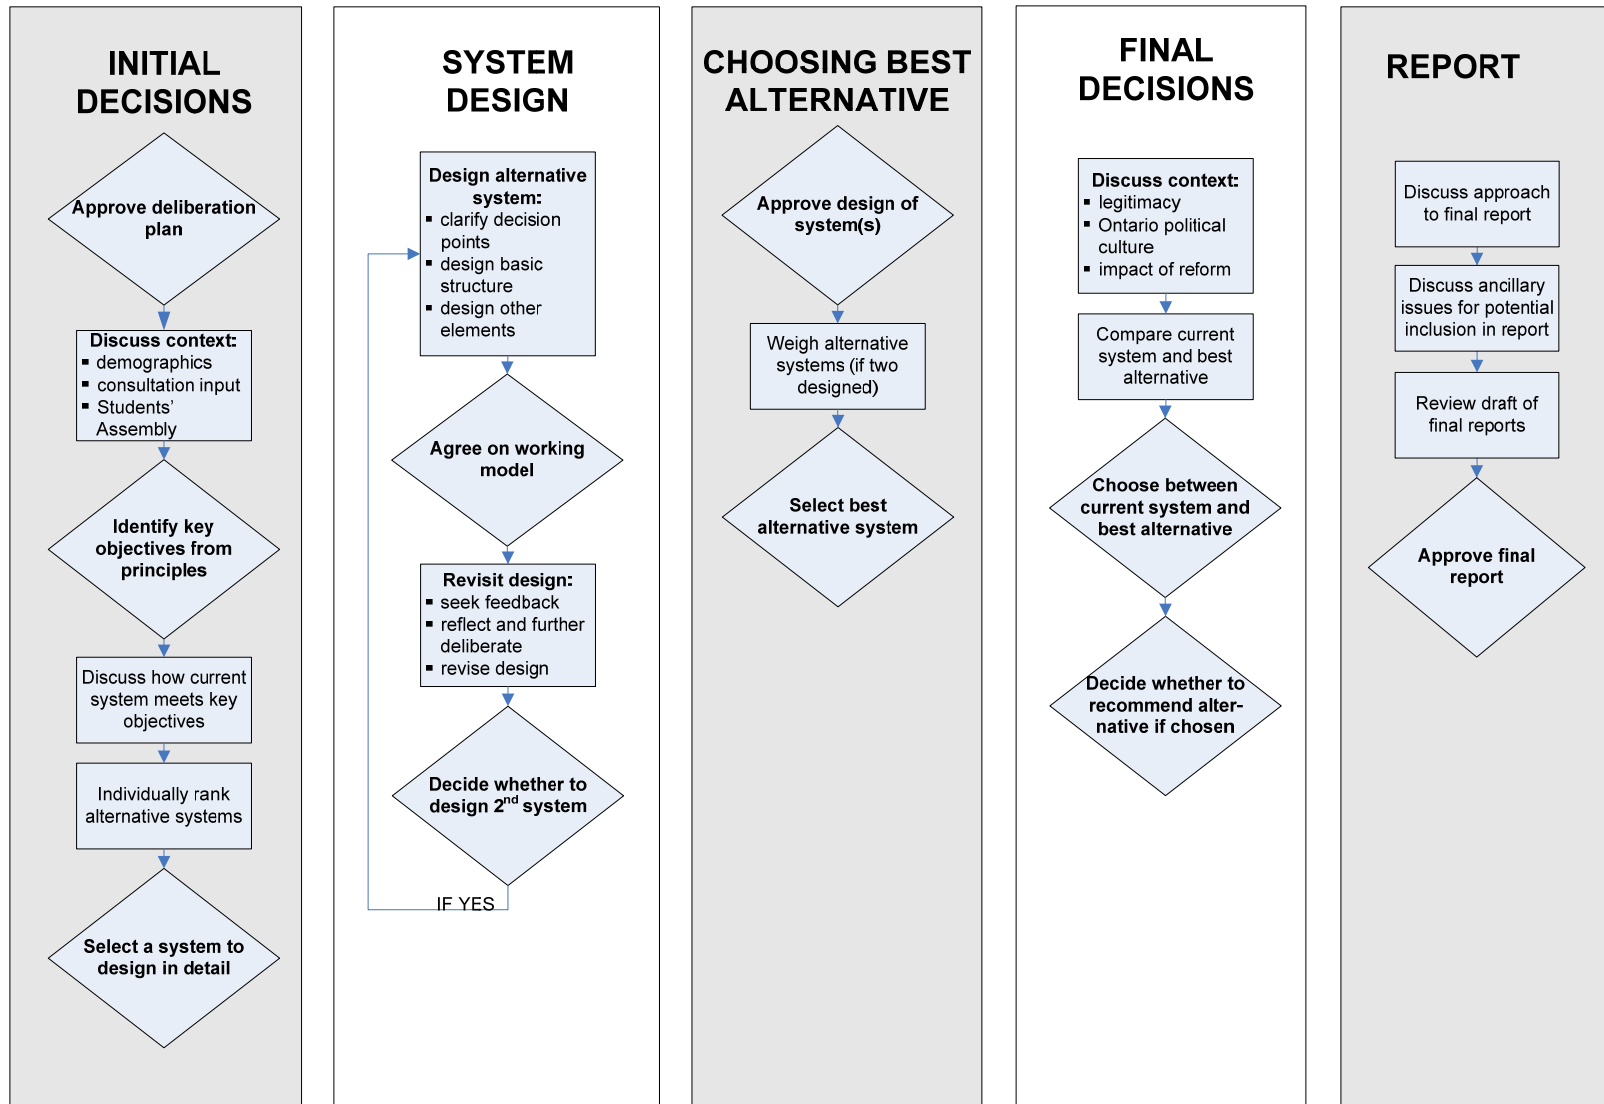 INITIAL
DECISIONS
Approve deliberation
plan
Discuss context:
▪ demographics
▪ consultation input
▪ Students’
Assembly
Identify key
objectives from
principles
Discuss how current
system meets key
objectives
Individually rank
alternative systems
Select a system to
design in detail
SYSTEM
DESIGN
Design alternative
system:
▪ clarify decision
points
▪ design basic
structure
▪ design other
elements
Agree on working
model
Revisit design:
▪ seek feedback
▪ reflect and further
deliberate
▪ revise design
Decide whether to
design 2nd system
IF YES
CHOOSING BEST
ALTERNATIVE
Approve design of
system(s)
Weigh alternative
systems (if two
designed)
Select best
alternative system
FINAL
DECISIONS
Discuss context:
▪ legitimacy
▪ Ontario political
culture
▪ impact of reform
Compare current
system and best
alternative
Choose between
current system and
best alternative
Decide whether to
recommend alter-
native if chosen
REPORT
Discuss approach
to final report
Discuss ancillary
issues for potential
inclusion in report
Review draft of
final reports
Approve final
report